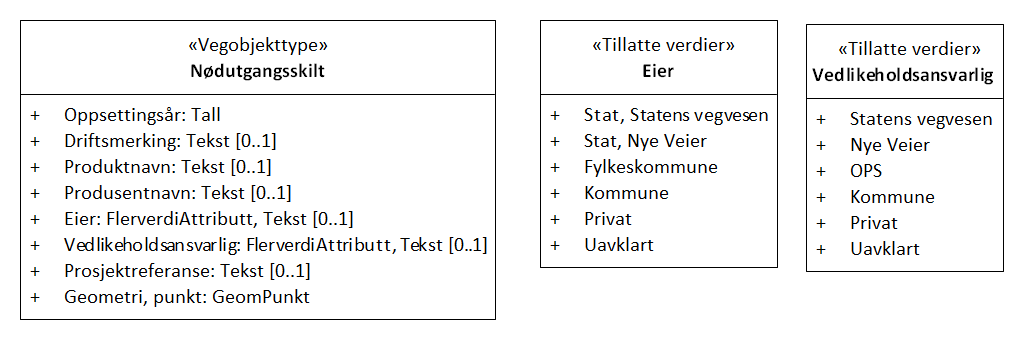 «Vegobjekttype»
Nødutgangsskilt
+ Oppsettingsår: Tall
+ Driftsmerking: Tekst [0..1]
+ Produktnavn: Tekst [0..1]
+ Produsentnavn: Tekst [0..1]
+ Eier: FlerverdiAttributt, Tekst [0..1]
+ Vedlikeholdsansvarlig: FlerverdiAttributt, Tekst [0..1]
+ Prosjektreferanse: Tekst [0..1]
+ Geometri, punkt: GeomPunkt
«Tillatte verdier»
Eier
+ Stat, Statens vegvesen
+ Stat, Nye Veier
+ Fylkeskommune
+ Kommune
+ Privat
+ Uavklart
«Tillatte verdier»
Vedlikeholdsansvarlig
+ Statens vegvesen
+ Nye Veier
+ OPS
+ Kommune
+ Privat
+ Uavklart